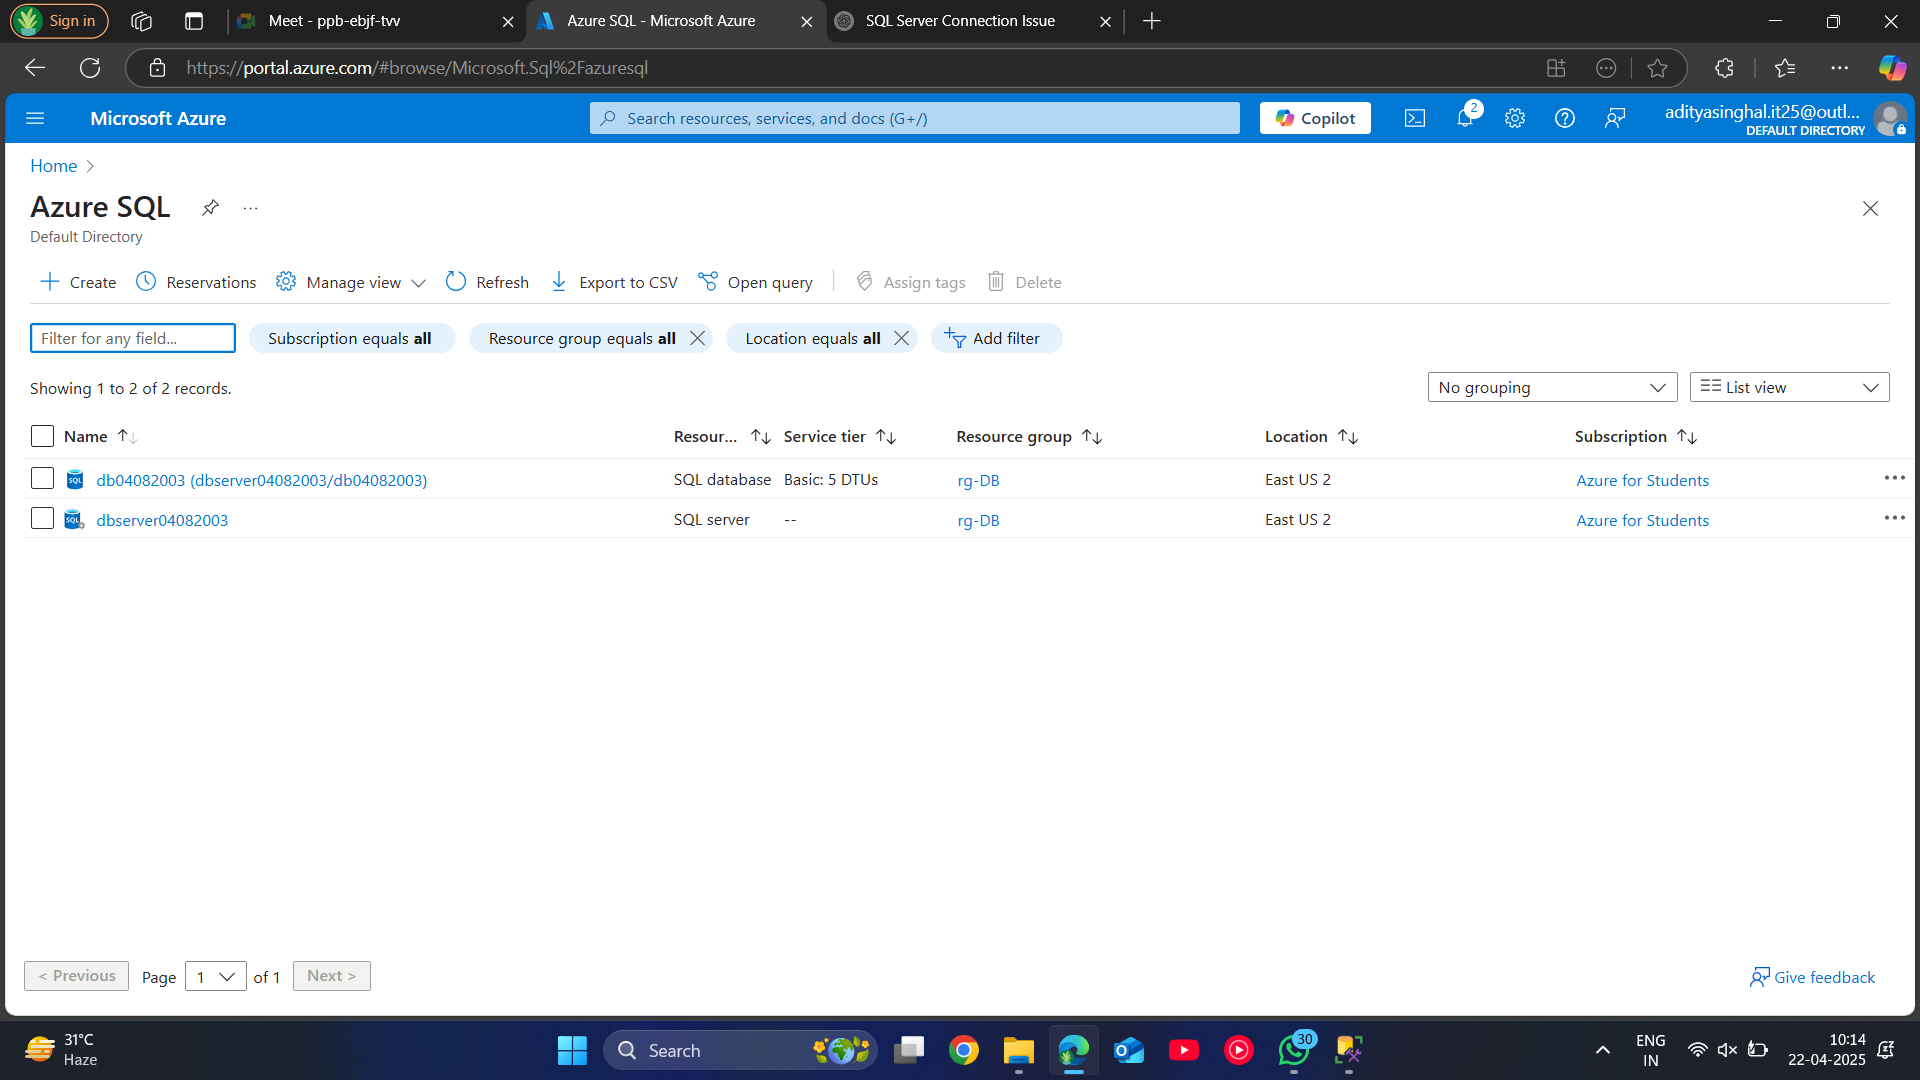 Sign in
Meet - ppb-ebjf-tvv
Azure SQL - Microsoft Azure
SQL Server Connection Issue
https://portal.azure.com/#browse/Microsoft.Sql%2Fazuresql
Microsoft Azure
Search resources, services, and docs (G+/)
Copilot
2
adityasinghal.it25@outl...
DEFAULT DIRECTORY
Home
Azure SQL
Default Directory
Create
Reservations
Manage view
Refresh
Export to CSV
Open query
Assign tags
Delete
Filter for any field...
Subscription equals all
Resource group equals all
Location equals all
Add filter
Showing 1 to 2 of 2 records.
No grouping
List view
Name
Resour...
Service tier
Resource group
Location
Subscription
SQL
db04082003 (dbserver04082003/db04082003)
SQL database
Basic: 5 DTUs
rg-DB
East US 2
Azure for Students
SQL
dbserver04082003
SQL server
--
rg-DB
East US 2
Azure for Students
< Previous
Page
1
of 1
Next >
Give feedback
31°C
Haze
Search
30
ENG
IN
10:14
22-04-2025